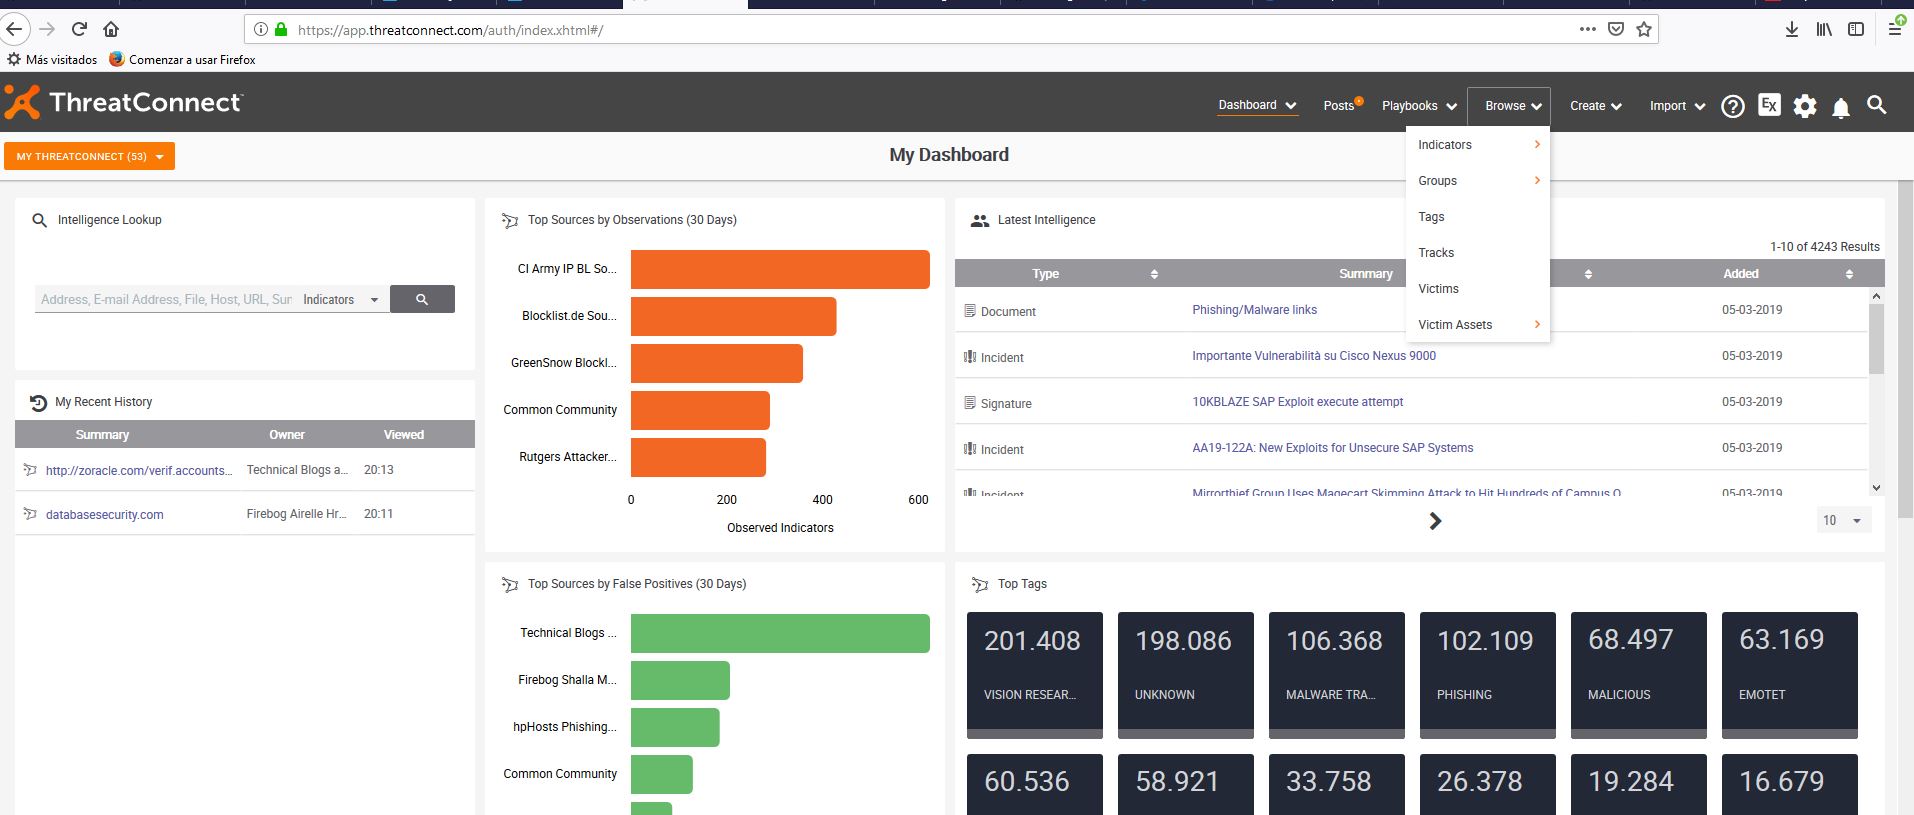 https://app.threatconnect.com/auth/index.xhtml#/
Más visitados
Comenzar a usar Firefox
ThreatConnect™
Dashboard
Posts
Playbooks
Browse
Create
Import
EX
MY THREATCONNECT (53)
My Dashboard
Indicators
Groups
Tags
Tracks
Victims
Victim Assets
Intelligence Lookup
Address, E-mail Address, File, Host, URL, Sur
Indicators
My Recent History
Summary Owner Viewed
http://zoracle.com/verif.accounts... Technical Blogs a... 20:13
databasesecurity.com Firebog Airelle Hr... 20:11
Top Sources by Observations (30 Days)
CI Army IP BL So...
Blocklist.de Sou...
GreenSnow Blockl...
Common Community
Rutgers Attacker...
0 200 400 600
Observed Indicators
Latest Intelligence
1-10 of 4243 Results
Type Summary Added
Document Phishing/Malware links 05-03-2019
Incident Importante Vulnerabilità su Cisco Nexus 9000 05-03-2019
Signature 10KBLAZE SAP Exploit execute attempt 05-03-2019
Incident AA19-122A: New Exploits for Unsecure SAP Systems 05-03-2019
Incident Mirrorthief Group Uses Magecart Skimming Attack to Hit Hundreds of Campus O 05-03-2019
10
Top Sources by False Positives (30 Days)
Technical Blogs ...
Firebog Shalla M...
hpHosts Phishing...
Common Community
Top Tags
201.408 198.086 106.368 102.109 68.497 63.169
VISION RESEAR... UNKNOWN MALWARE TRA... PHISHING MALICIOUS EMOTET
60.536 58.921 33.758 26.378 19.284 16.679